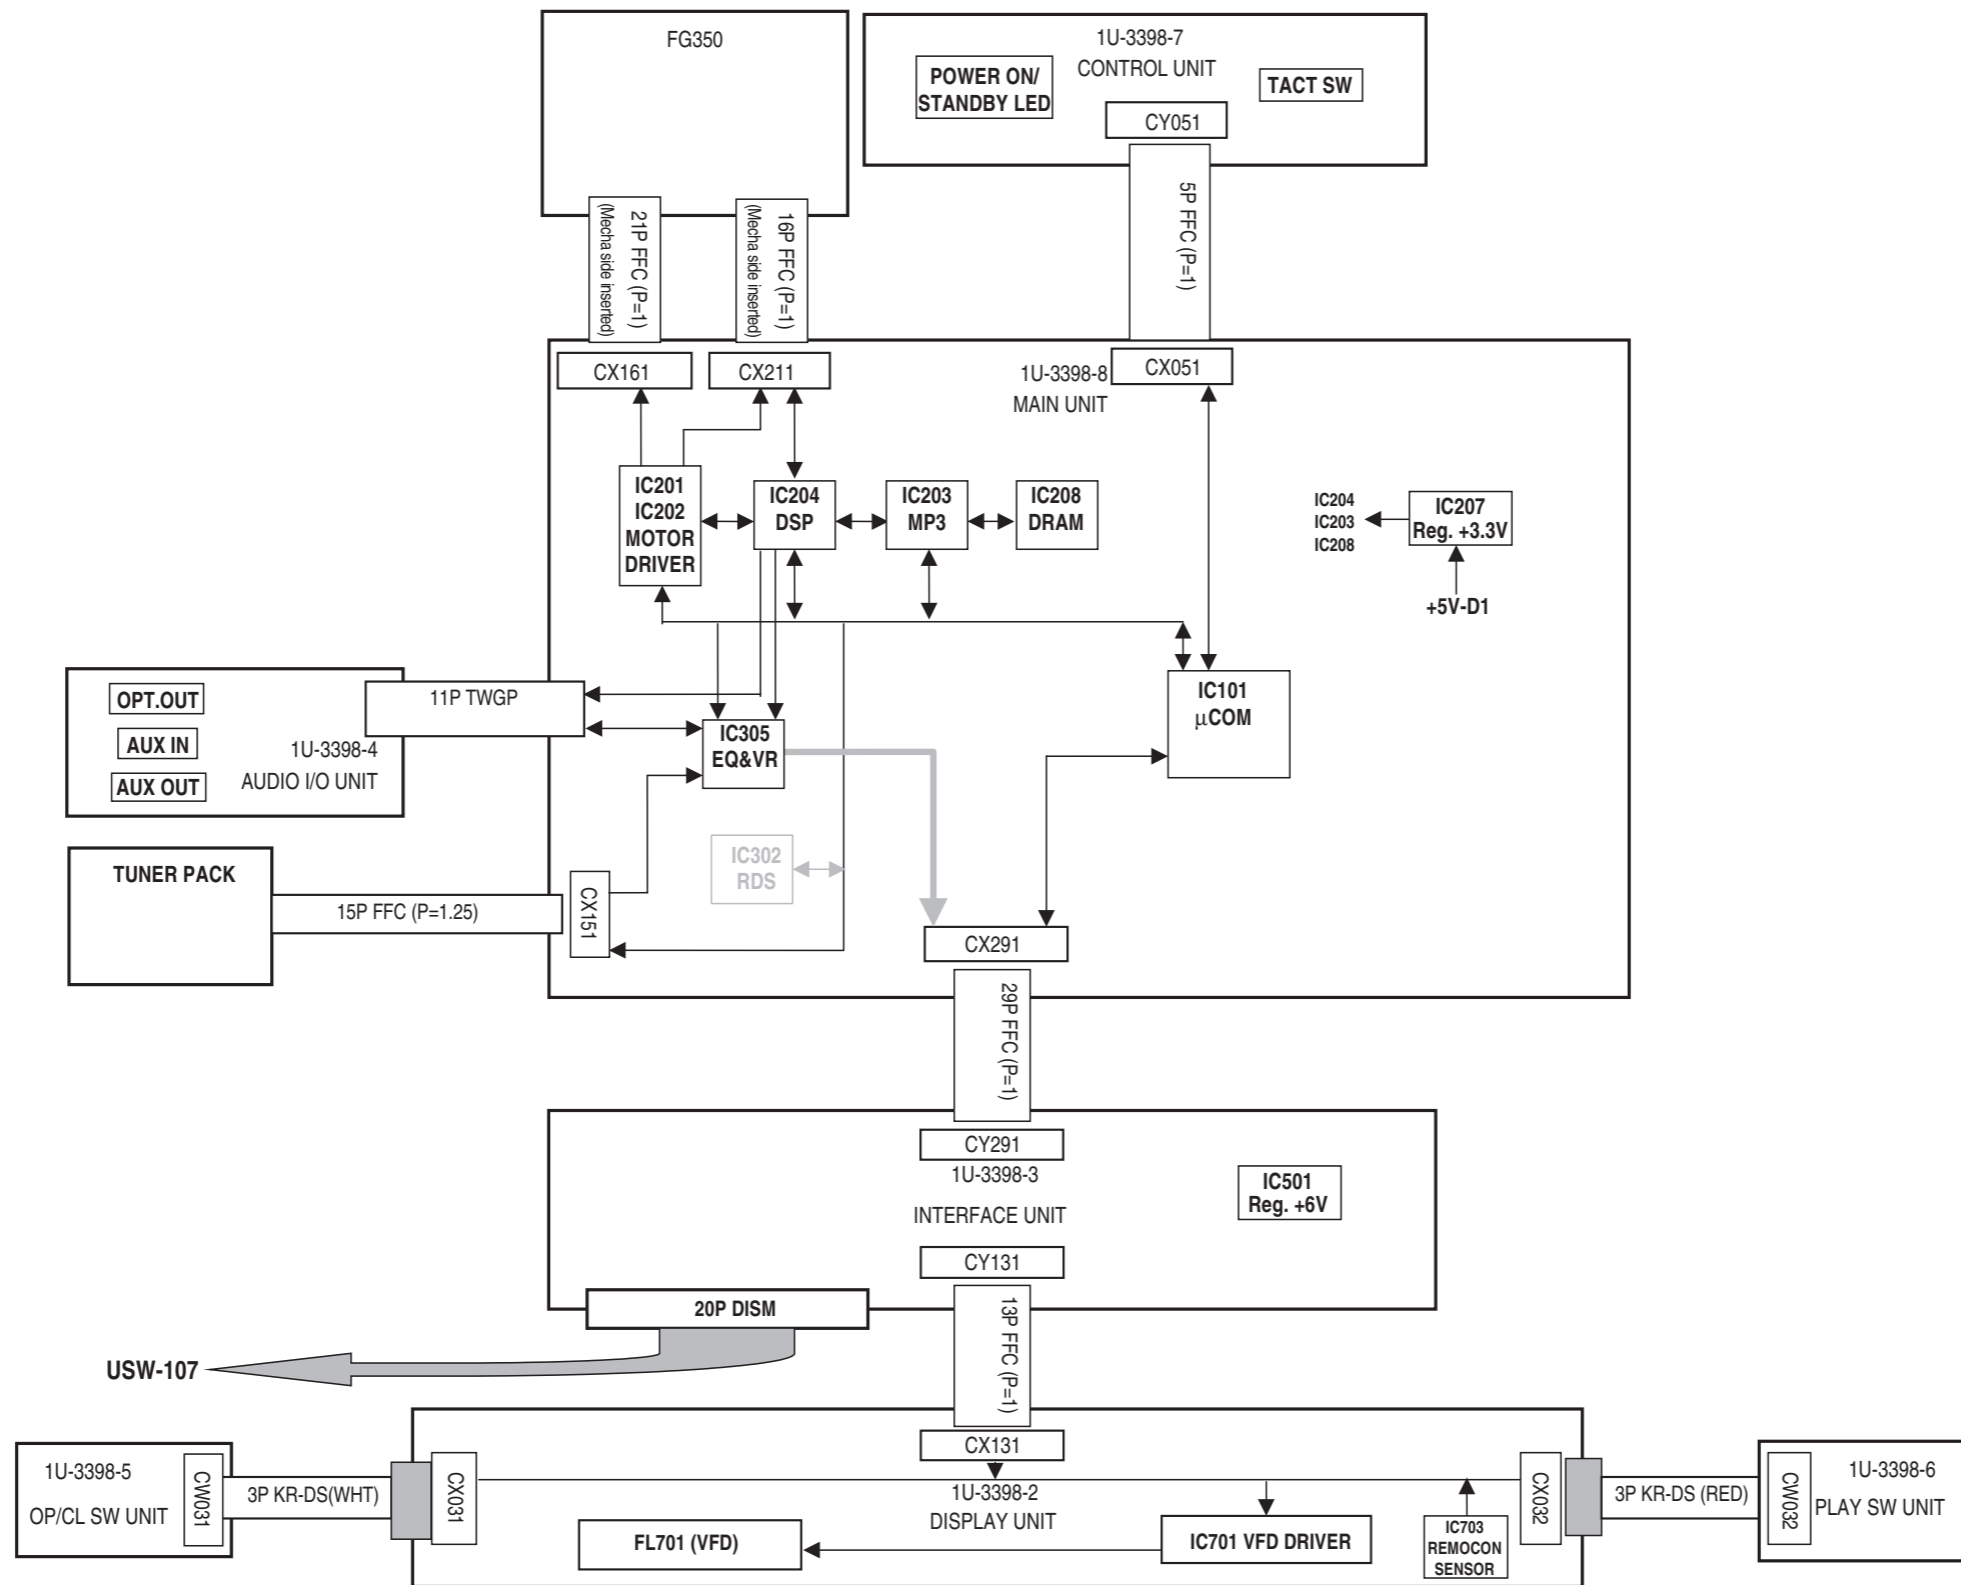 FG350
1U-3398-7
CONTROL UNIT
POWER ON/
STANDBY LED
TACT SW
CY051
21P FFC (P=1)
(Mecha side inserted)
16P FFC (P=1)
(Mecha side inserted)
5P FFC (P=1)
CX161
CX211
1U-3398-8
MAIN UNIT
CX051
IC201
IC202
MOTOR
DRIVER
IC204
DSP
IC203
MP3
IC208
DRAM
IC204
IC203
IC208
IC207
Reg. +3.3V
+5V-D1
OPT.OUT
AUX IN
AUX OUT
1U-3398-4
AUDIO I/O UNIT
11P TWGP
IC305
EQ&VR
IC101
µCOM
IC302
RDS
TUNER PACK
15P FFC (P=1.25)
CX151
CX291
29P FFC (P=1)
CY291
1U-3398-3
INTERFACE UNIT
IC501
Reg. +6V
CY131
20P DISM
13P FFC (P=1)
USW-107
CX131
1U-3398-5
OP/CL SW UNIT
CW031
3P KR-DS(WHT)
CX031
1U-3398-2
DISPLAY UNIT
FL701 (VFD)
IC701 VFD DRIVER
IC703
REMOCON
SENSOR
CX032
3P KR-DS (RED)
CW032
1U-3398-6
PLAY SW UNIT